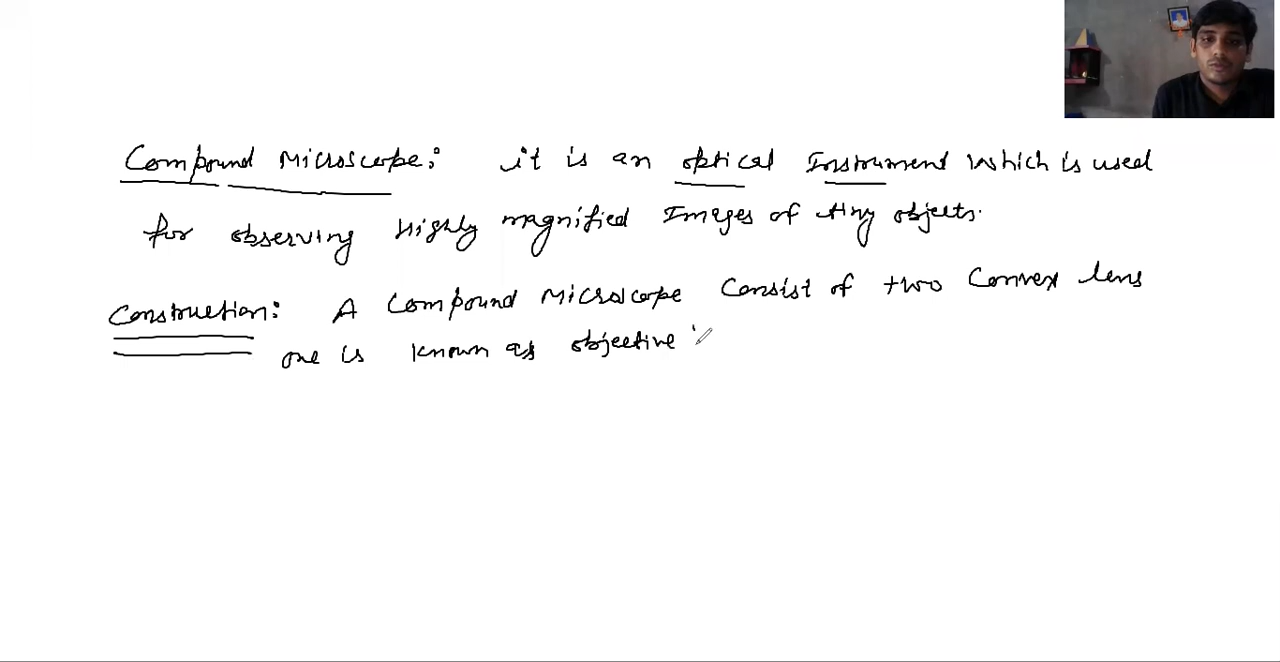 Compound Microscope: it is an optical Instrument which is used
for observing highly magnified Images of tiny objects.
Construction: A Compound Microscope Consist of two Convex lens
one is known as objective